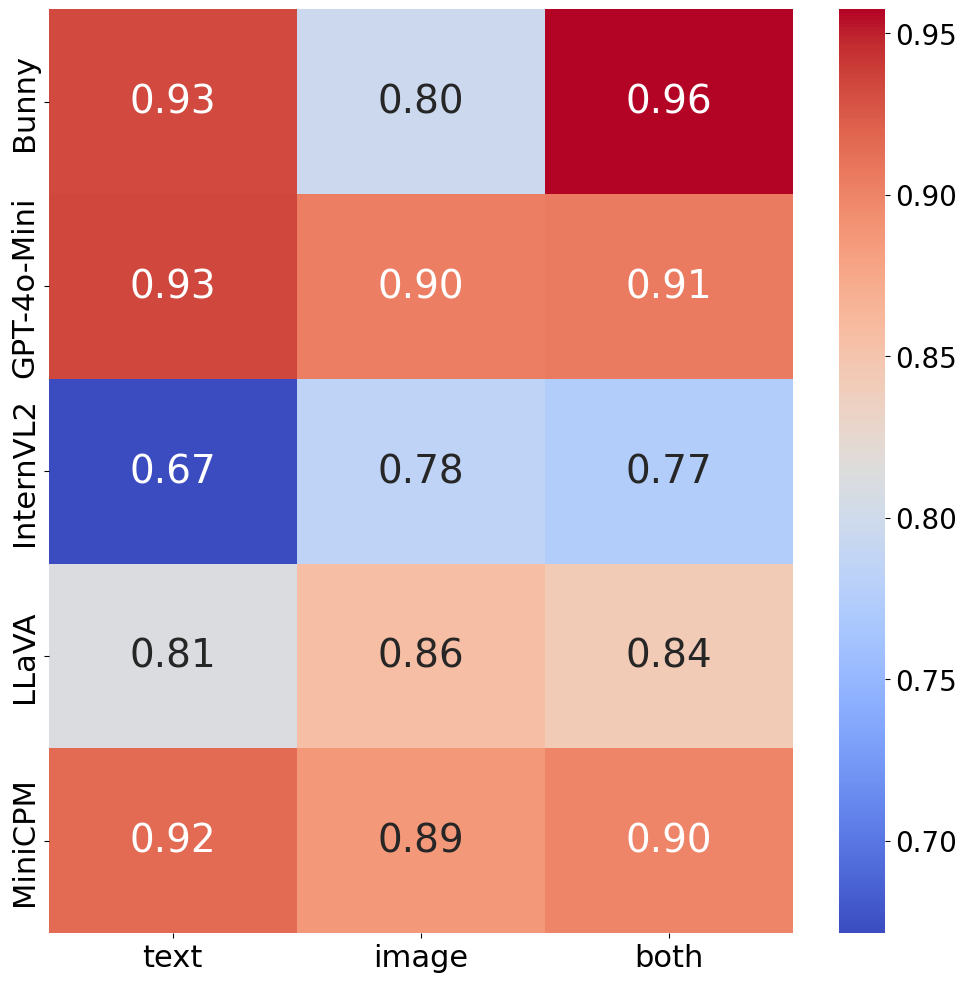 Bunny 0.93 0.80 0.96
GPT-4o-Mini 0.93 0.90 0.91
InternVL2 0.67 0.78 0.77
LLaVA 0.81 0.86 0.84
MiniCPM 0.92 0.89 0.90
text image both
0.95
0.90
0.85
0.80
0.75
0.70